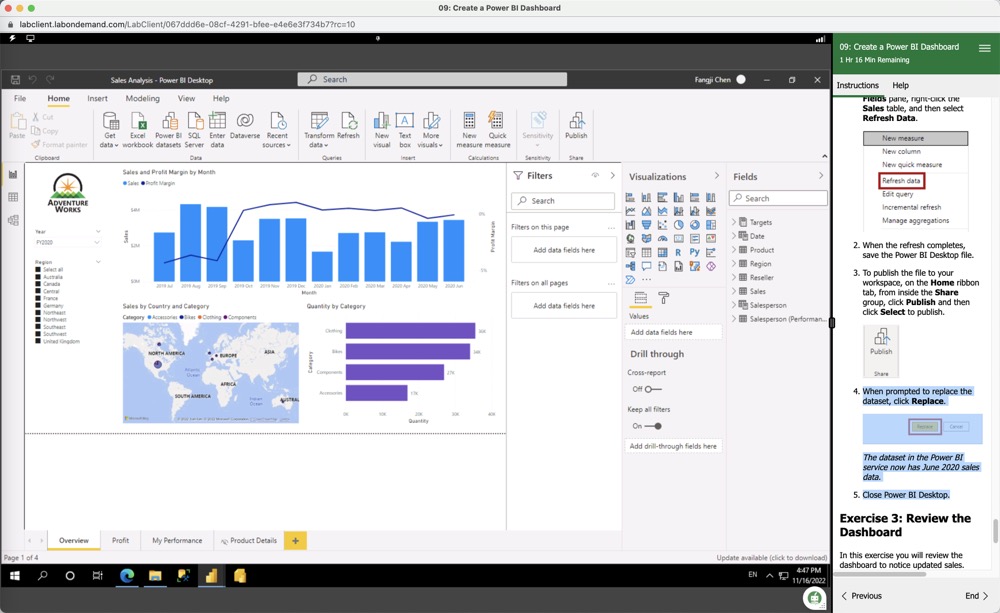 09: Create a Power BI Dashboard
labclient.labondemand.com/LabClient/067ddd6e-08cf-4291-bfee-e4e6e3f734b7?rc=10
Sales Analysis - Power BI Desktop
Search
Fangji Chen
File Home Insert Modeling View Help
Paste
Cut
Copy
Format painter
Clipboard
Get data
Excel workbook
Power BI datasets
SQL Server
Enter data
Dataverse
Recent sources
Data
Transform data
Refresh
Queries
New visual
Text box
More visuals
Insert
New measure
Quick measure
Calculations
Sensitivity
Sensitivity
Publish
Share
ADVENTURE WORKS
Year
FY2020
Region
Select all
Australia
Canada
Central
France
Germany
Northeast
Northwest
Southeast
Southwest
United Kingdom
Sales and Profit Margin by Month
Sales Profit Margin
Sales
$4M
$2M
$0M
0%
Profit Margin
2019 Jul 2019 Aug 2019 Sep 2019 Oct 2019 Nov 2019 Dec 2020 Jan 2020 Feb 2020 Mar 2020 Apr 2020 May 2020 Jun
Month
Sales by Country and Category
Category Accessories Bikes Clothing Components
NORTH AMERICA
EUROPE
ASIA
Atlantic Ocean
AFRICA
SOUTH AMERICA
Indian Ocean
AUSTRAL
Quantity by Category
Category
Clothing
Bikes
Components
Accessories
0K 10K 20K 30K 40K
Quantity
Filters
Search
Filters on this page
Add data fields here
Filters on all pages
Add data fields here
Visualizations
Values
Add data fields here
Drill through
Cross-report
Off
Keep all filters
On
Add drill-through fields here
Fields
Search
Targets
Date
Product
Region
Reseller
Sales
Salesperson
Salesperson (Performan...
Overview Profit My Performance Product Details
Page 1 of 4
Update available (click to download)
EN
4:47 PM
11/16/2022
09: Create a Power BI Dashboard
1 Hr 16 Min Remaining
Instructions Help
Fields pane, right-click the
Sales table, and then select
Refresh Data.
New measure
New column
New quick measure
Refresh data
Edit query
Incremental refresh
Manage aggregations
2. When the refresh completes,
save the Power BI Desktop file.
3. To publish the file to your
workspace, on the Home ribbon
tab, from inside the Share
group, click Publish and then
click Select to publish.
Publish
Share
4. When prompted to replace the
dataset, click Replace.
Replace Cancel
The dataset in the Power BI
service now has June 2020 sales
data.
5. Close Power BI Desktop.
Exercise 3: Review the
Dashboard
In this exercise you will review the
dashboard to notice updated sales.
Previous End